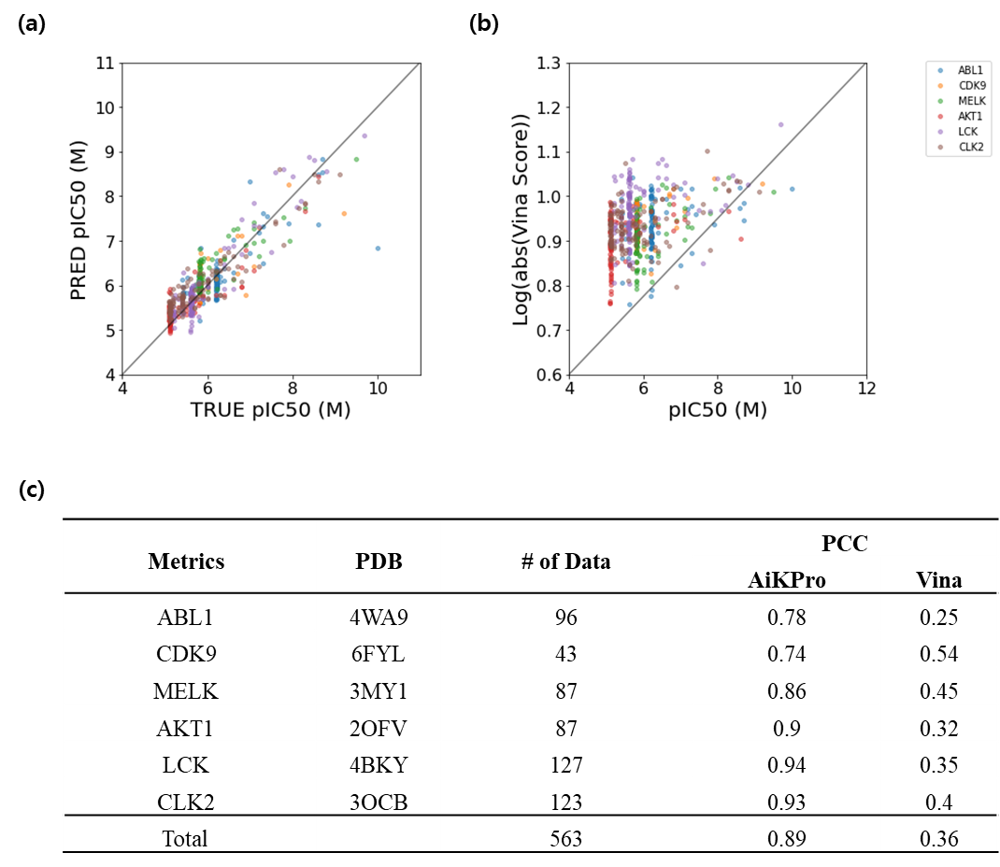 (a)
(b)
11
10
9
8
7
6
5
4
4
6
8
10
PRED pIC50 (M)
TRUE pIC50 (M)
1.3
1.2
1.1
1.0
0.9
0.8
0.7
0.6
4
6
8
10
12
Log(abs(Vina Score))
pIC50 (M)
ABL1
CDK9
MELK
AKT1
LCK
CLK2
(c)
Metrics PDB # of Data PCC
AiKPro Vina
ABL1 4WA9 96 0.78 0.25
CDK9 6FYL 43 0.74 0.54
MELK 3MY1 87 0.86 0.45
AKT1 2OFV 87 0.9 0.32
LCK 4BKY 127 0.94 0.35
CLK2 3OCB 123 0.93 0.4
Total 563 0.89 0.36